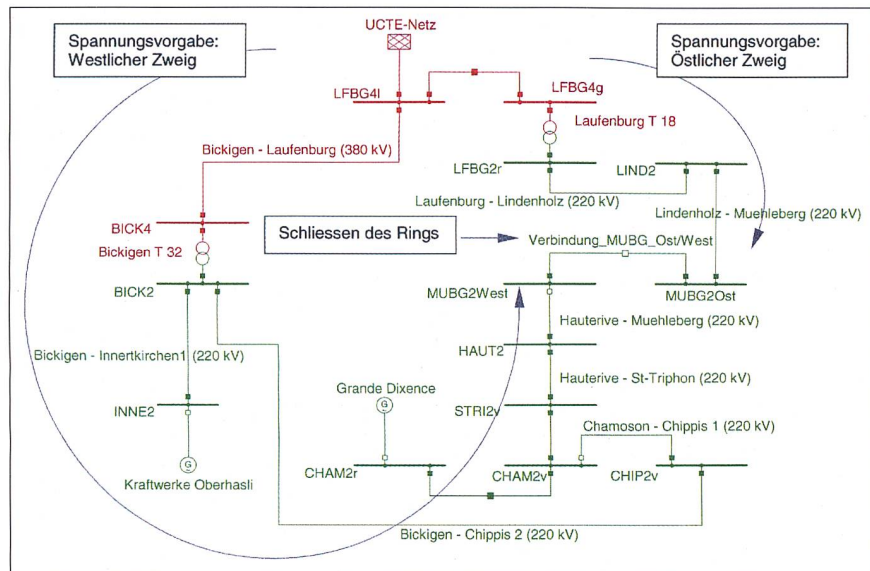 UCTE-Netz
Spannungsvorgabe:
Westlicher Zweig
Spannungsvorgabe:
Östlicher Zweig
LFBG4l
LFBG4g
Laufenburg T 18
Bickigen - Laufenburg (380 kV)
LFBG2r
LIND2
Laufenburg - Lindenholz (220 kV)
Lindenholz - Muehleberg (220 kV)
BICK4
Schliessen des Rings
Verbindung_MUBG_Ost/West
Bickigen T 32
BICK2
MUBG2West
MUBG2Ost
Hauterive - Muehleberg (220 kV)
HAUT2
Bickigen - Innertkirchen1 (220 kV)
Hauterive - St-Triphon (220 kV)
Grande Dixence
G
INNE2
STRI2v
Chamoson - Chippis 1 (220 kV)
G
Kraftwerke Oberhasli
CHAM2r
CHAM2v
CHIP2v
Bickigen - Chippis 2 (220 kV)